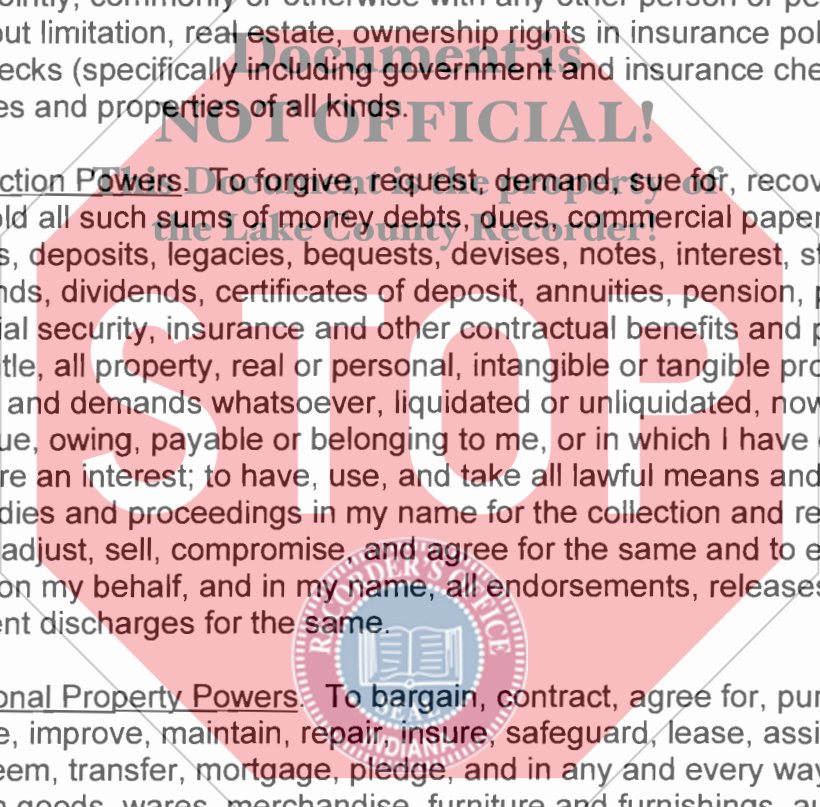 jointly, commonly or otherwise with any other person or pe
out limitation, real estate, ownership rights in insurance pol
ecks (specifically including government and insurance che
es and properties of all kinds.
Document is
NOT OFFICIAL!
This Document is the property of
the Lake County Recorder!
ction Powers. To forgive, request, demand, sue for, recov
old all such sums of money debts, dues, commercial paper
s, deposits, legacies, bequests, devises, notes, interest, st
nds, dividends, certificates of deposit, annuities, pension, p
ial security, insurance and other contractual benefits and p
tle, all property, real or personal, intangible or tangible pro
and demands whatsoever, liquidated or unliquidated, now
ue, owing, payable or belonging to me, or in which I have
re an interest; to have, use, and take all lawful means and
dies and proceedings in my name for the collection and re
adjust, sell, compromise, and agree for the same and to e
on my behalf, and in my name, all endorsements, releases
ent discharges for the same.
STOP
RECORDER'S OFFICE
SEAL
INDIANA
onal Property Powers. To bargain, contract, agree for, pur
e, improve, maintain, repair, insure, safeguard, lease, assi
eem, transfer, mortgage, pledge, and in any and every way
goods, wares, merchandise, furniture and furnishings, an